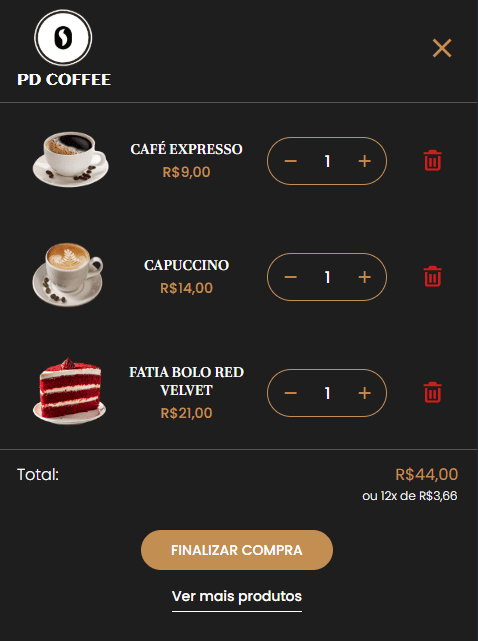 PD COFFEE
CAFÉ EXPRESSO
R$9,00
1
CAPUCCINO
R$14,00
1
FATIA BOLO RED
VELVET
R$21,00
1
Total:
R$44,00
ou 12x de R$3,66
FINALIZAR COMPRA
Ver mais produtos